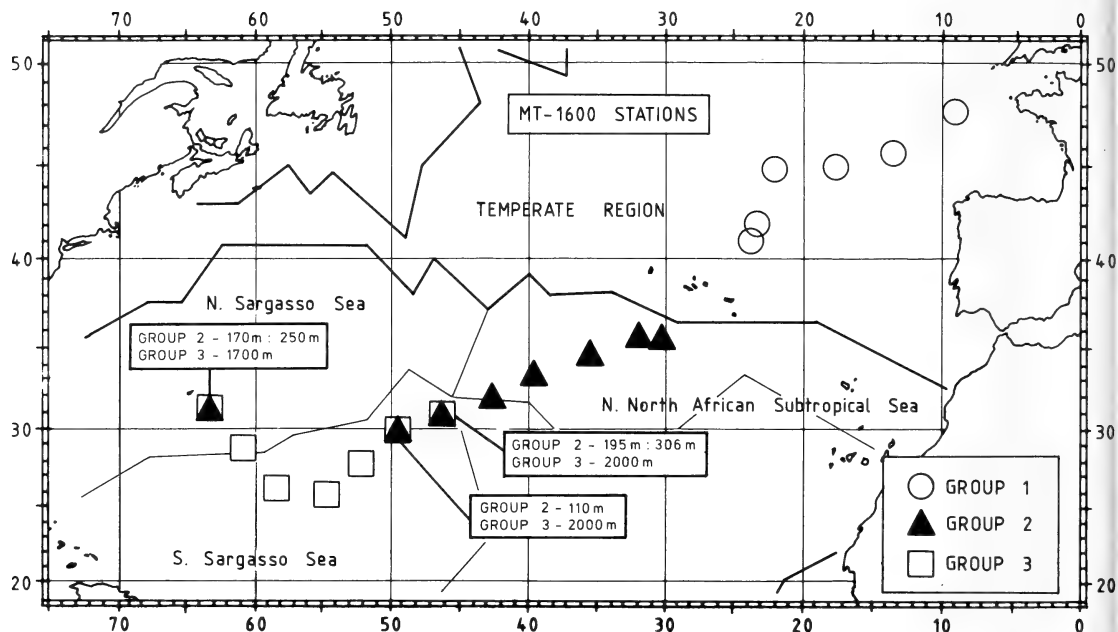 70 60 50 40 30 20 10 0
50 50
MT-1600 STATIONS
TEMPERATE REGION
40 40
N. Sargasso Sea
GROUP 2 - 170m : 250m
GROUP 3 - 1700m
N. North African Subtropical Sea
30 30
GROUP 2 - 195m : 306m
GROUP 3 - 2000m
GROUP 2 - 110m
GROUP 3 - 2000m
GROUP 1
GROUP 2
GROUP 3
S. Sargasso Sea
20 20
70 60 50 40 30 20 10 0